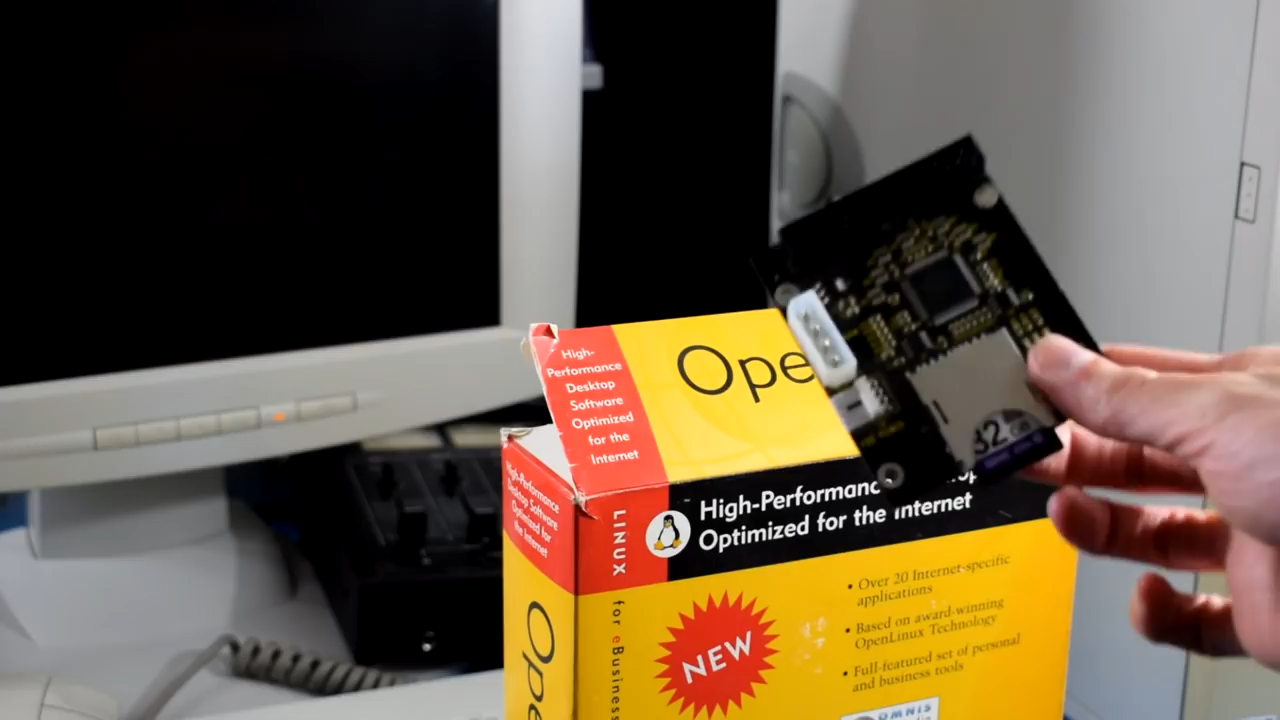 High-
Performance
Desktop
Software
Optimized
for the
Internet
Ope
High-Performance
Desktop Software
Optimized for
the Internet
LINUX
High-Performanc
Optimized for the Internet
32
for eBusiness
Ope
NEW
• Over 20 Internet-specific
applications
• Based on award-winning
OpenLinux Technology
• Full-featured set of personal
and business tools
OMNIS